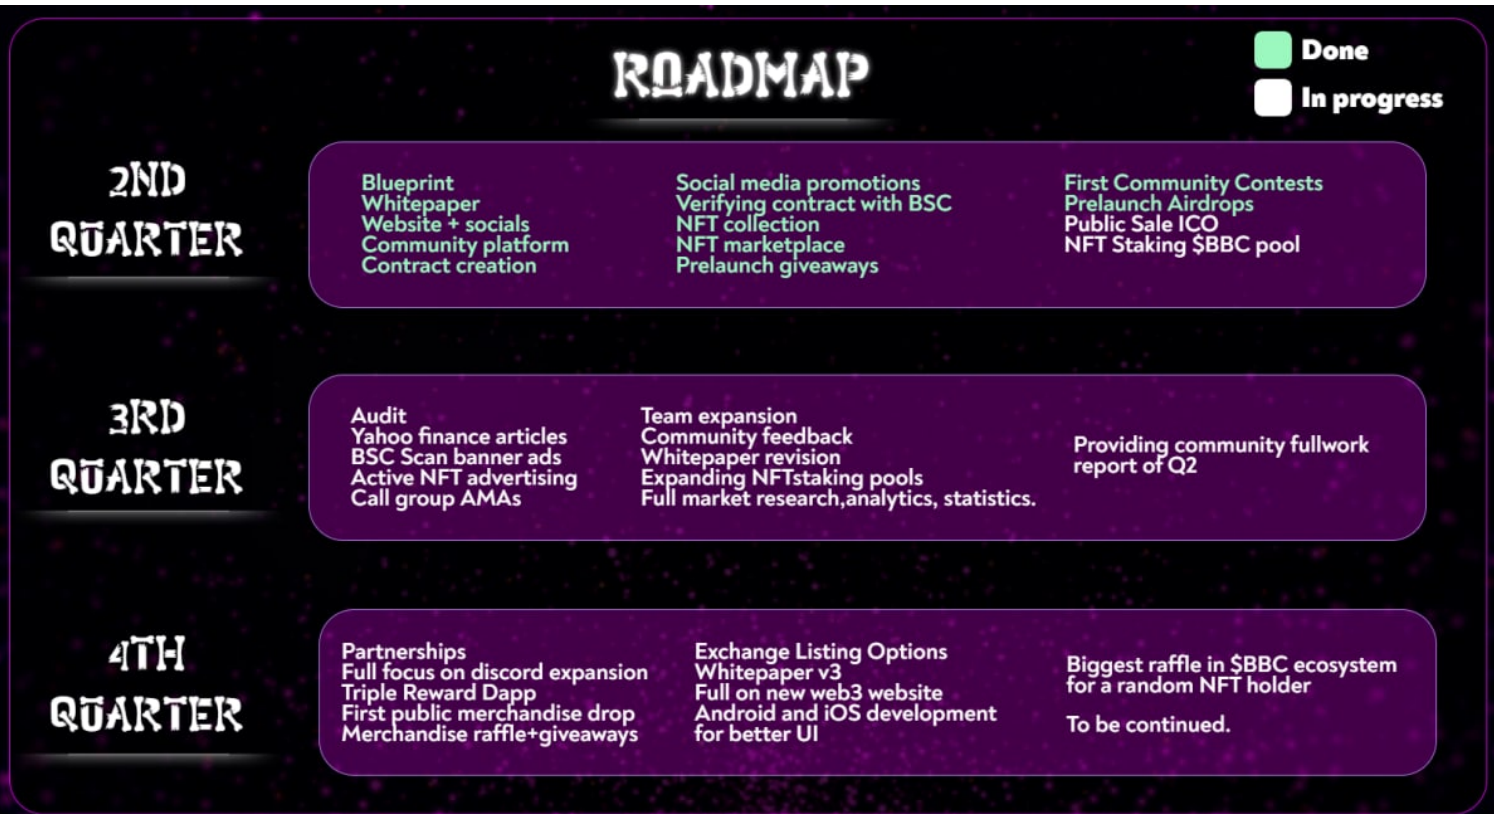 ROADMAP
Done
In progress
2ND
QUARTER
Blueprint
Whitepaper
Website + socials
Community platform
Contract creation
Social media promotions
Verifying contract with BSC
NFT collection
NFT marketplace
Prelaunch giveaways
First Community Contests
Prelaunch Airdrops
Public Sale ICO
NFT Staking $BBC pool
3RD
QUARTER
Audit
Yahoo finance articles
BSC Scan banner ads
Active NFT advertising
Call group AMAs
Team expansion
Community feedback
Whitepaper revision
Expanding NFTstaking pools
Full market research,analytics, statistics.
Providing community fullwork
report of Q2
4TH
QUARTER
Partnerships
Full focus on discord expansion
Triple Reward Dapp
First public merchandise drop
Merchandise raffle+giveaways
Exchange Listing Options
Whitepaper v3
Full on new web3 website
Android and iOS development
for better UI
Biggest raffle in $BBC ecosystem
for a random NFT holder
To be continued.